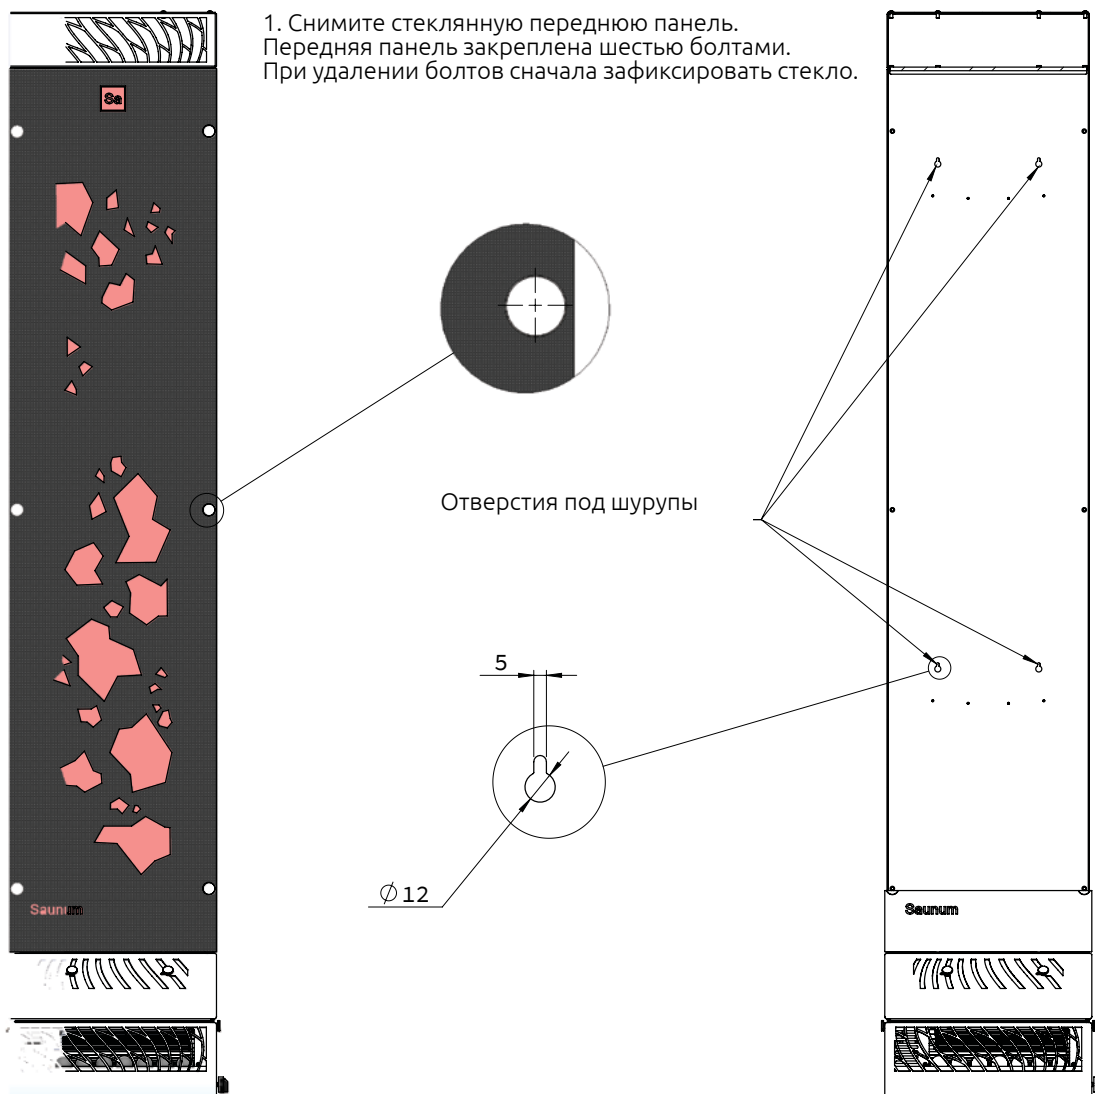 1. Снимите стеклянную переднюю панель.
Передняя панель закреплена шестью болтами.
При удалении болтов сначала зафиксировать стекло.
Sa
Отверстия под шурупы
5
∅12
Saunum
Saunum